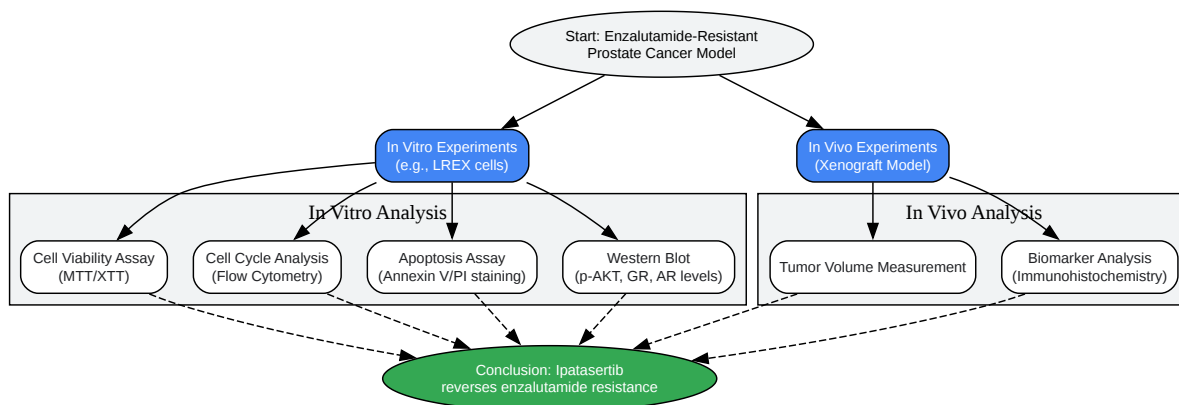 Start: Enzalutamide-Resistant
Prostate Cancer Model
In Vitro Experiments
(e.g., LREX cells)
In Vivo Experiments
(Xenograft Model)
In Vitro Analysis
In Vivo Analysis
Cell Viability Assay
(MTT/XTT)
Cell Cycle Analysis
(Flow Cytometry)
Apoptosis Assay
(Annexin V/PI staining)
Western Blot
(p-AKT, GR, AR levels)
Tumor Volume Measurement
Biomarker Analysis
(Immunohistochemistry)
Conclusion: Ipatasertib
reverses enzalutamide resistance